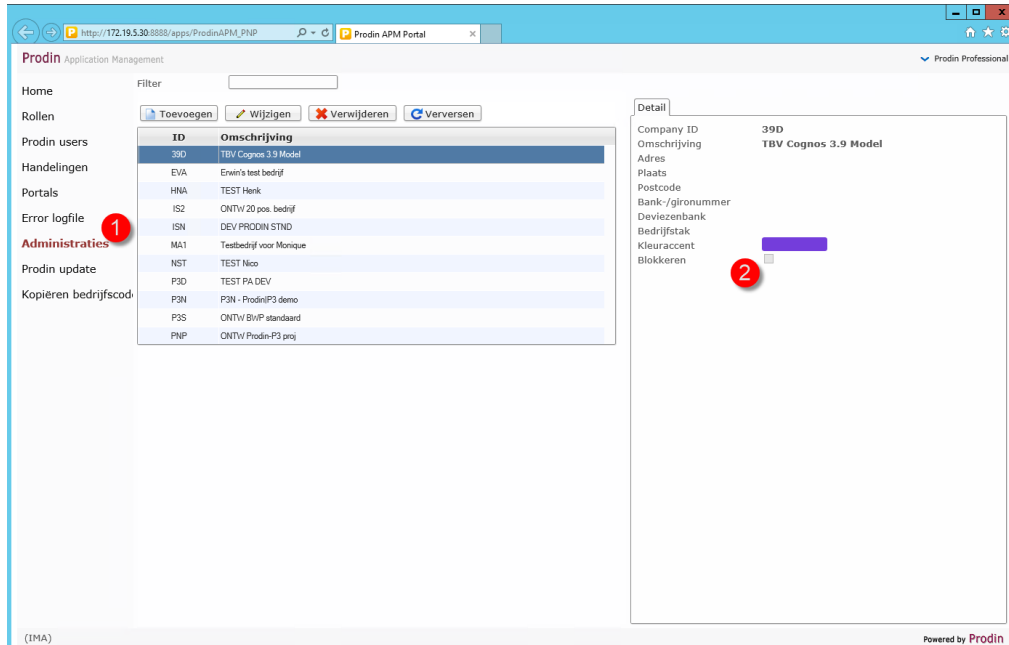 http://172.19.5.30:8888/apps/ProdinAPM_PNP
Prodin APM Portal
Prodin Application Management
Prodin Professional
Home
Rollen
Prodin users
Handelingen
Portals
Error logfile
1
Administraties
Prodin update
Kopiëren bedrijfscod
Filter
Toevoegen Wijzigen Verwijderen Verversen
ID Omschrijving
39D TBV Cognos 3.9 Model
EVA Erwin's test bedrijf
HNA TEST Henk
IS2 ONTW 20 pos. bedrijf
ISN DEV PRODIN STND
MA1 Testbedrijf voor Monique
NST TEST Nico
P3D TEST PA DEV
P3N P3N - Prodin|P3 demo
P3S ONTW BWP standaard
PNP ONTW Prodin-P3 proj
Detail
Company ID 39D
Omschrijving TBV Cognos 3.9 Model
Adres
Plaats
Postcode
Bank-/gironummer
Deviezenbank
Bedrijfstak
Kleuraccent
Blokkeren
2
(IMA)
Powered by Prodin